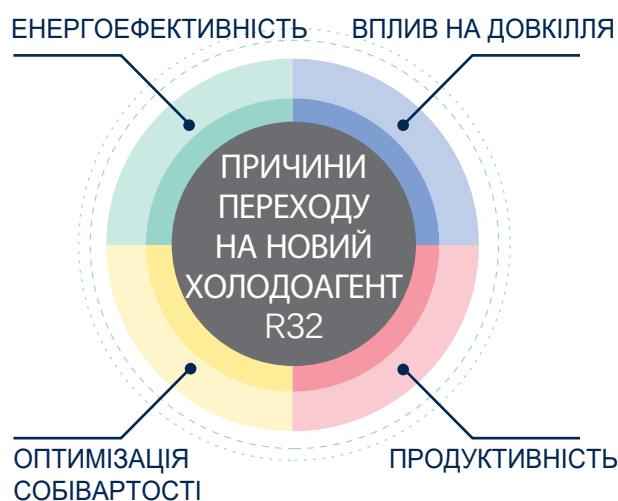 ЕНЕРГОЕФЕКТИВНІСТЬ
ВПЛИВ НА ДОВКІЛЛЯ
ПРИЧИНИ
ПЕРЕХОДУ
НА НОВИЙ
ХОЛОДОАГЕНТ
R32
ОПТИМІЗАЦІЯ
СОБІВАРТОСТІ
ПРОДУКТИВНІСТЬ